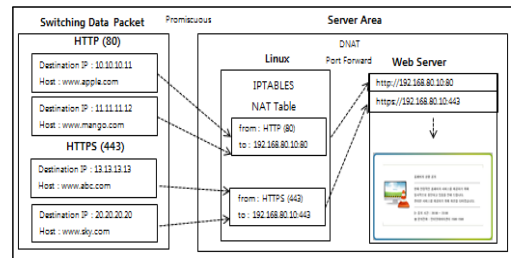 Switching Data Packet
Promiscuous
Server Area
HTTP (80)
Destination IP : 10.10.10.11
Host : www.apple.com
Destination IP : 11.11.11.12
Host : www.mango.com
HTTPS (443)
Destination IP : 13.13.13.13
Host : www.abc.com
Destination IP : 20.20.20.20
Host : www.sky.com
Linux
IPTABLES
NAT Table
from : HTTP (80)
to : 192.168.80.10:80
from : HTTPS (443)
to : 192.168.80.10:443
DNAT
Port Forward
Web Server
http://192.168.80.10:80
https://192.168.80.10:443